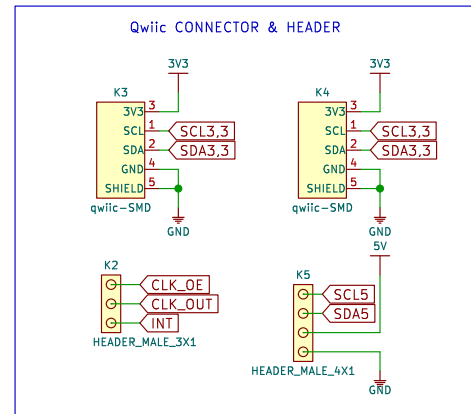 Qwiic CONNECTOR & HEADER
3V3
K3
3V3 3
SCL 1 SCL3,3
SDA 2 SDA3,3
GND 4
SHIELD 5
qwiic-SMD
GND
3V3
K4
3V3 3
SCL 1 SCL3,3
SDA 2 SDA3,3
GND 4
SHIELD 5
qwiic-SMD
GND
K2
CLK_OE
CLK_OUT
INT
HEADER_MALE_3X1
5V
K5
SCL5
SDA5
HEADER_MALE_4X1
GND